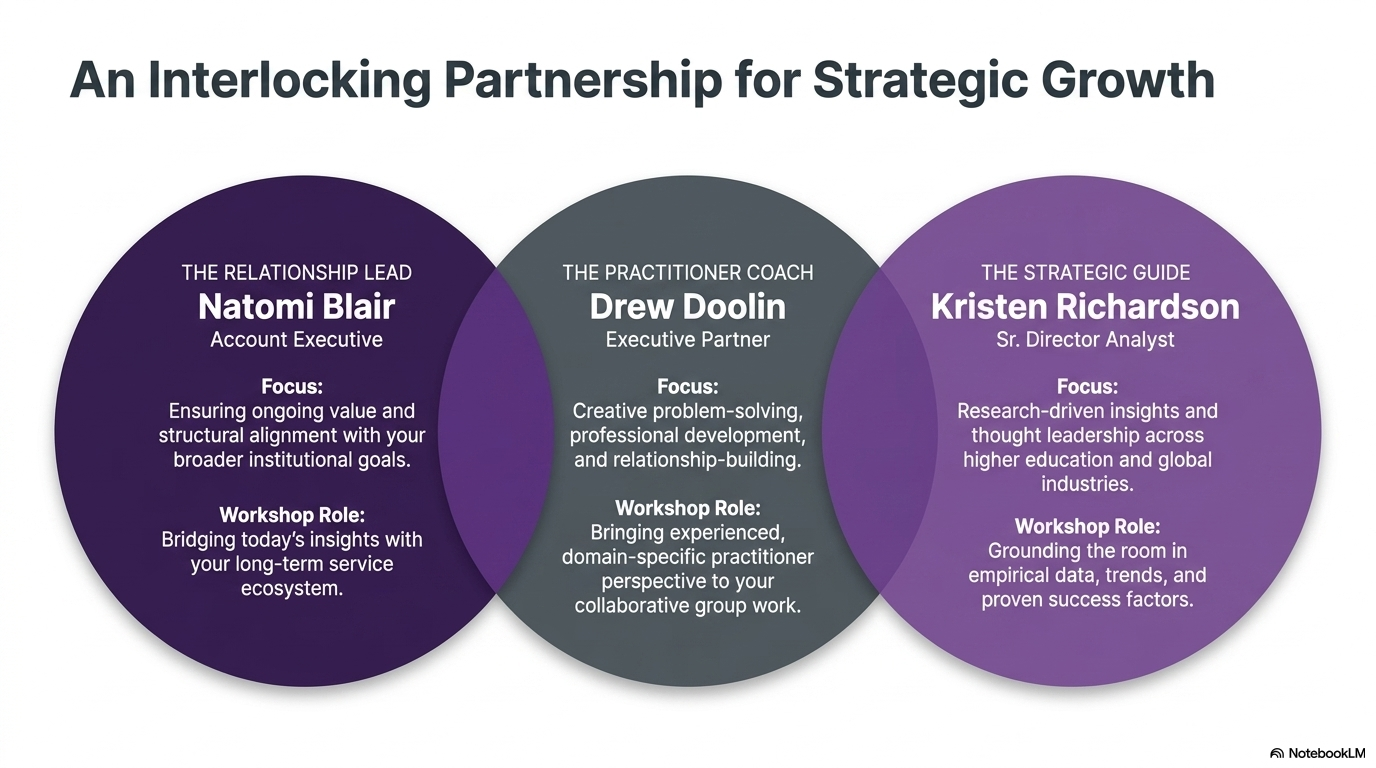 An Interlocking Partnership for Strategic Growth
THE RELATIONSHIP LEAD
Natomi Blair
Account Executive
Focus:
Ensuring ongoing value and
structural alignment with your
broader institutional goals.
Workshop Role:
Bridging today's insights with
your long-term service
ecosystem.
THE PRACTITIONER COACH
Drew Doolin
Executive Partner
Focus:
Creative problem-solving,
professional development,
and relationship-building.
Workshop Role:
Bringing experienced,
domain-specific practitioner
perspective to your
collaborative group work.
THE STRATEGIC GUIDE
Kristen Richardson
Sr. Director Analyst
Focus:
Research-driven insights and
thought leadership across
higher education and global
industries.
Workshop Role:
Grounding the room in
empirical data, trends, and
proven success factors.
NotebookLM